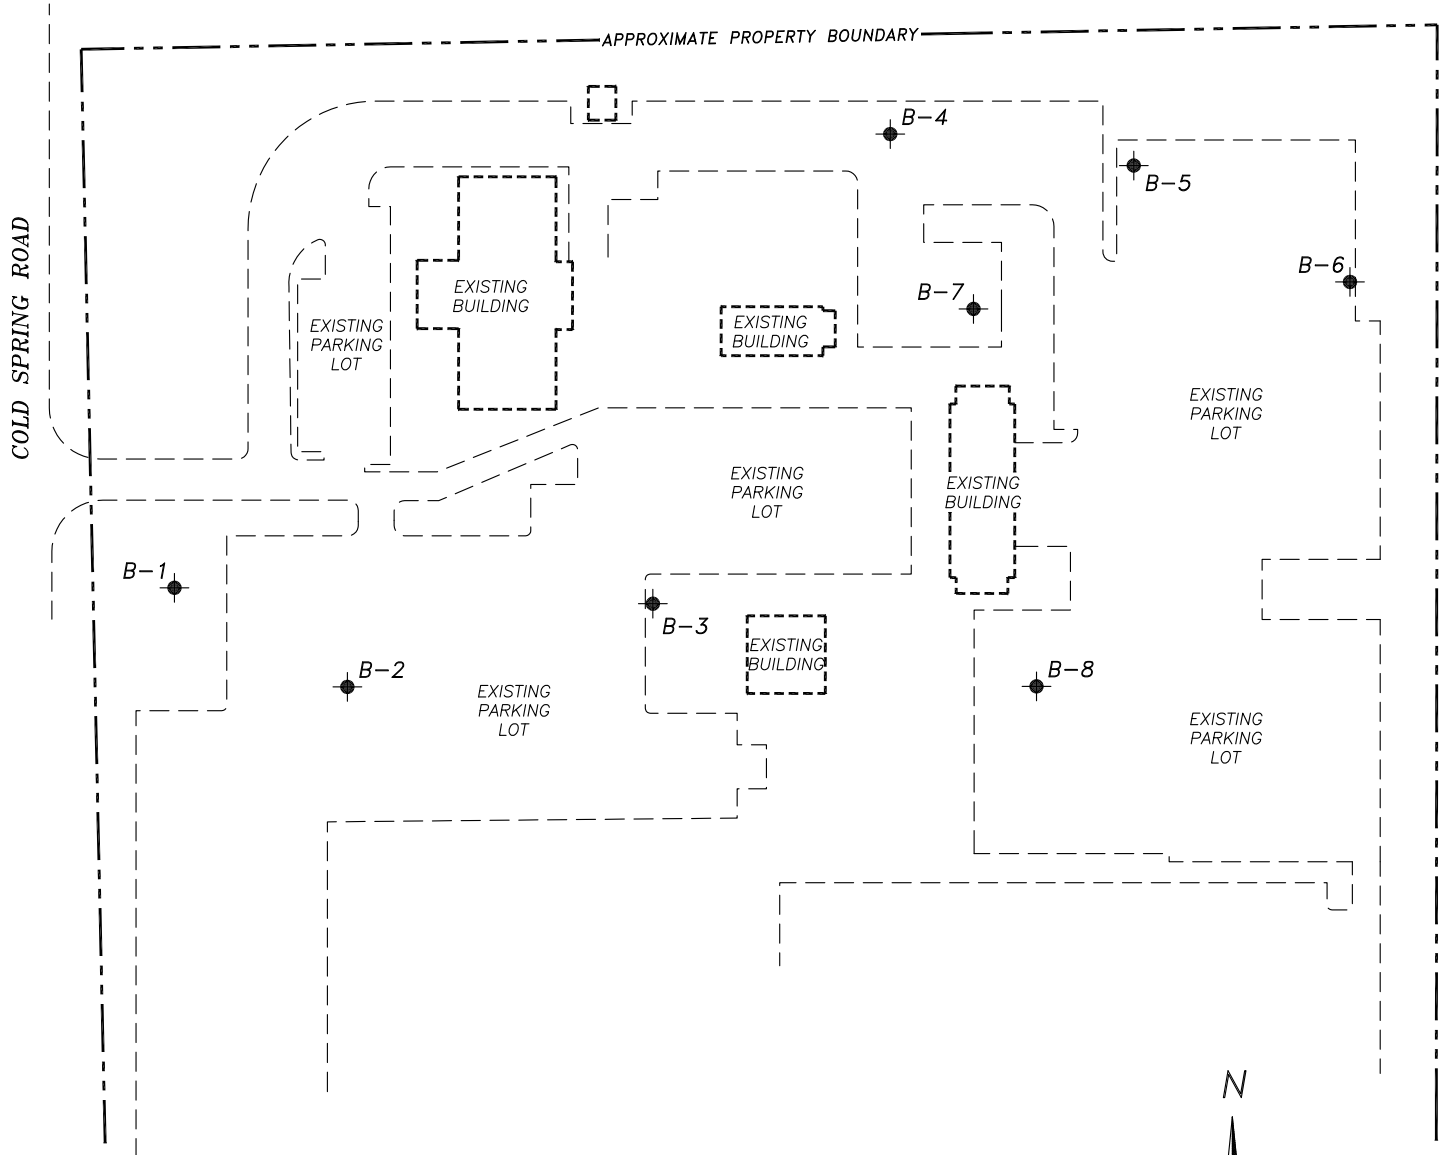 APPROXIMATE PROPERTY BOUNDARY
B-4
B-5
COLD SPRING ROAD
B-6
EXISTING
BUILDING
B-7
EXISTING
PARKING
LOT
EXISTING
BUILDING
EXISTING
PARKING
LOT
EXISTING
PARKING
LOT
EXISTING
BUILDING
B-1
B-3
EXISTING
BUILDING
B-2
B-8
EXISTING
PARKING
LOT
EXISTING
PARKING
LOT
N